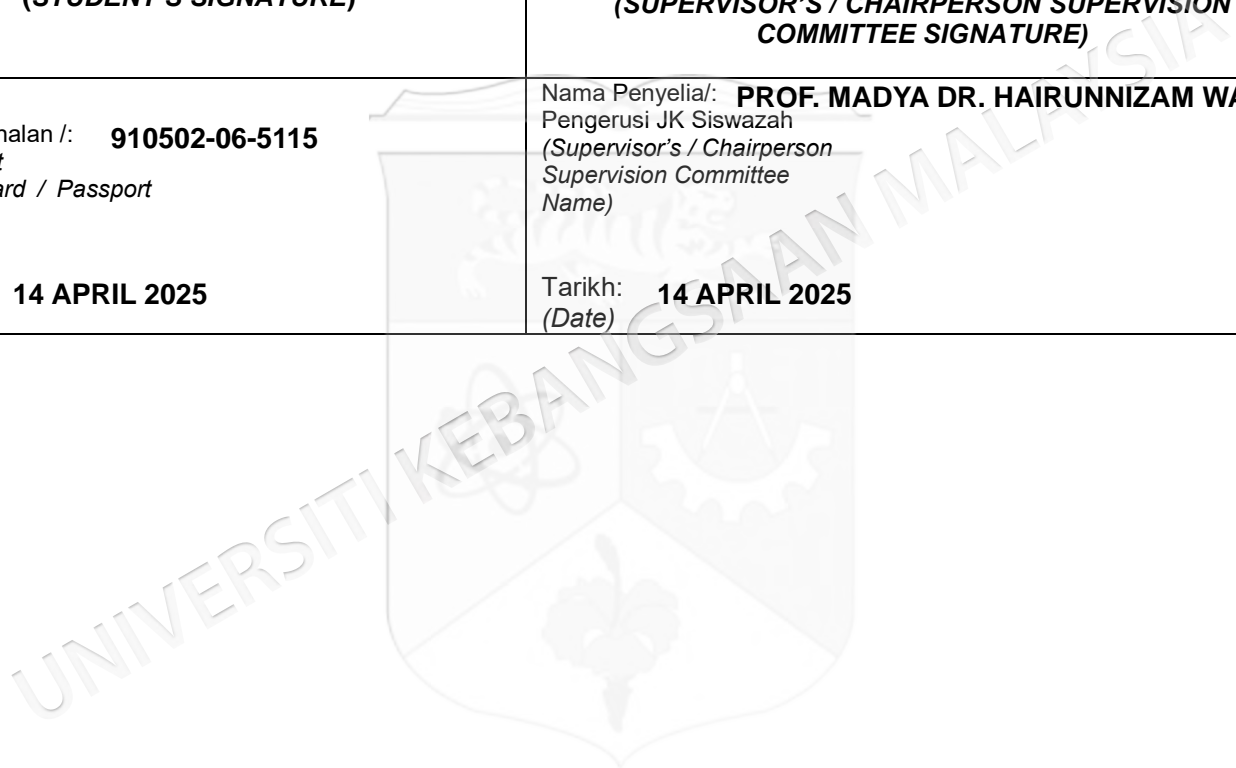 (STUDENT'S SIGNATURE)
nalan /: 910502-06-5115
ard / Passport
14 APRIL 2025
(SUPERVISOR'S / CHAIRPERSON SUPERVISION
COMMITTEE SIGNATURE)
Nama Penyelia/: PROF. MADYA DR. HAIRUNNIZAM WA
Pengerusi JK Siswazah
(Supervisor's / Chairperson
Supervision Committee
Name)
Tarikh: 14 APRIL 2025
(Date)
UNIVERSITI KEBANGSAAN MALAYSIA